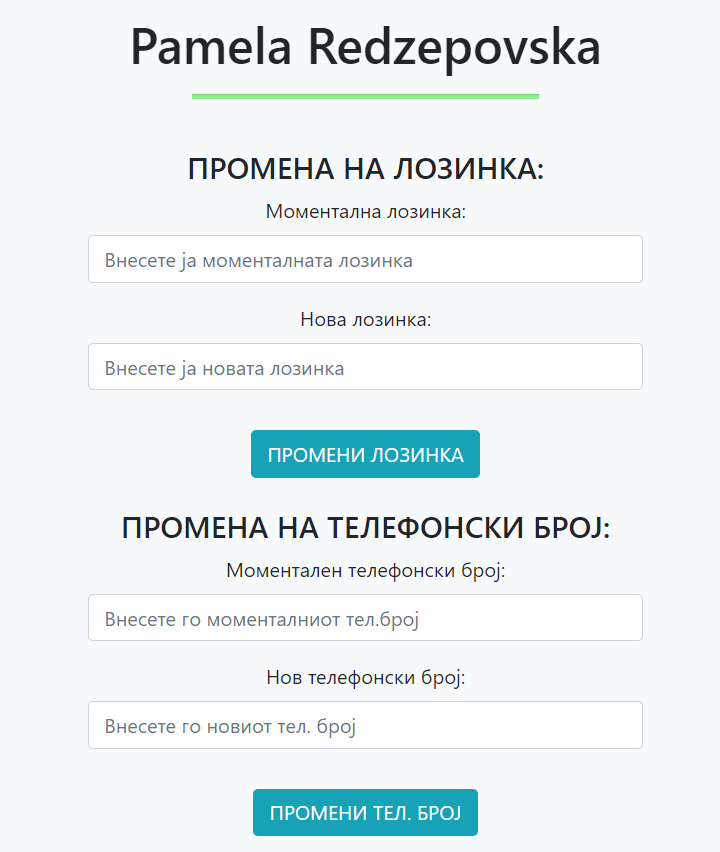 Pamela Redzepovska
ПРОМЕНА НА ЛОЗИНКА:
Моментална лозинка:
Внесете ја моменталната лозинка
Нова лозинка:
Внесете ја новата лозинка
ПРОМЕНИ ЛОЗИНКА
ПРОМЕНА НА ТЕЛЕФОНСКИ БРОЈ:
Моментален телефонски број:
Внесете го моменталниот тел.број
Нов телефонски број:
Внесете го новиот тел. број
ПРОМЕНИ ТЕЛ. БРОЈ